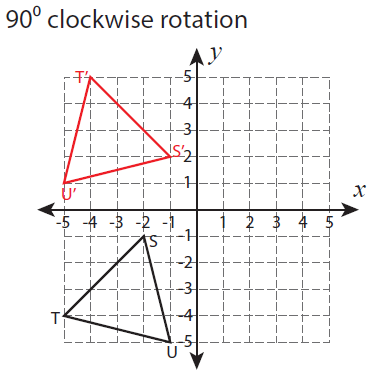 90⁰ clockwise rotation
y
T' 5
4
3
S' 2
U' 1
x
-5 -4 -3 -2 -1 1 2 3 4 5
S -1
-2
-3
T -4
U -5